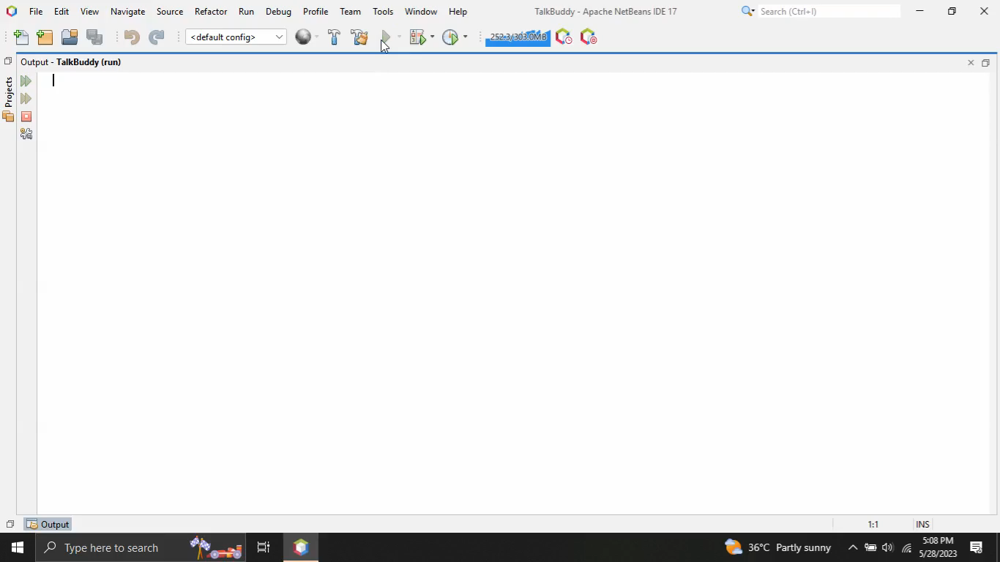 File Edit View Navigate Source Refactor Run Debug Profile Team Tools Window Help TalkBuddy - Apache NetBeans IDE 17 Search (Ctrl+I)
<default config> 252.3/303.0MB
Output - TalkBuddy (run)
Projects
Output 1:1 INS
Type here to search 36°C Partly sunny 5:08 PM
5/28/2023